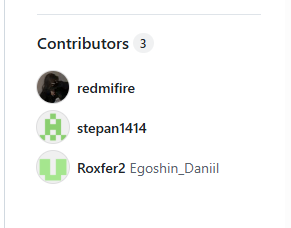 Contributors 3
redmifire
stepan1414
Roxfer2 Egoshin_Daniil